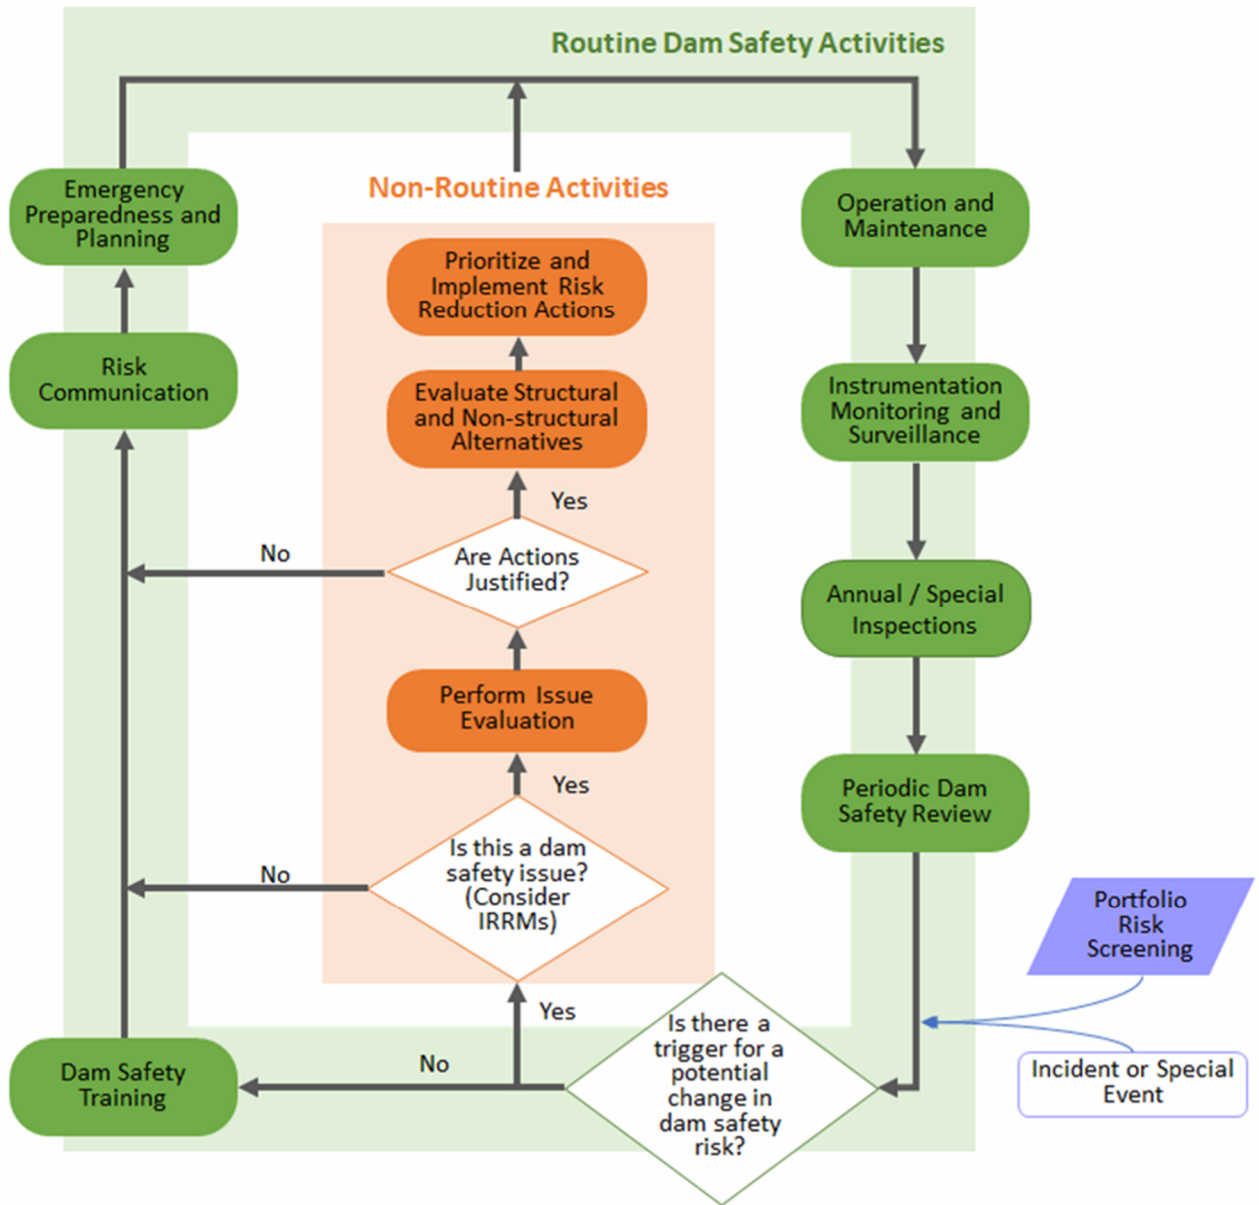 Routine Dam Safety Activities
Emergency
Preparedness and
Planning
Non-Routine Activities
Operation and
Maintenance
Prioritize and
Implement Risk
Reduction Actions
Risk
Communication
Evaluate Structural
and Non-structural
Alternatives
Instrumentation
Monitoring and
Surveillance
Yes
No
Are Actions
Justified?
Annual / Special
Inspections
Perform Issue
Evaluation
Yes
Periodic Dam
Safety Review
No
Is this a dam
safety issue?
(Consider
IRRMs)
Portfolio
Risk
Screening
Yes
Is there a
trigger for a
potential
change in
dam safety
risk?
No
Dam Safety
Training
Incident or Special
Event